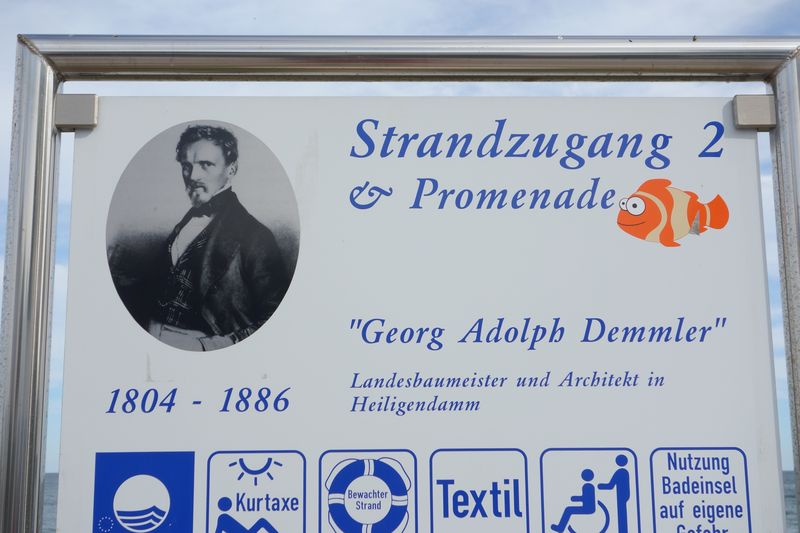 Strandzugang 2
& Promenade
"Georg Adolph Demmler"
Landesbaumeister und Architekt in
Heiligendamm
1804 - 1886
Kurtaxe
Bewachter
Strand
Textil
Nutzung
Badeinsel
auf eigene
Gefahr